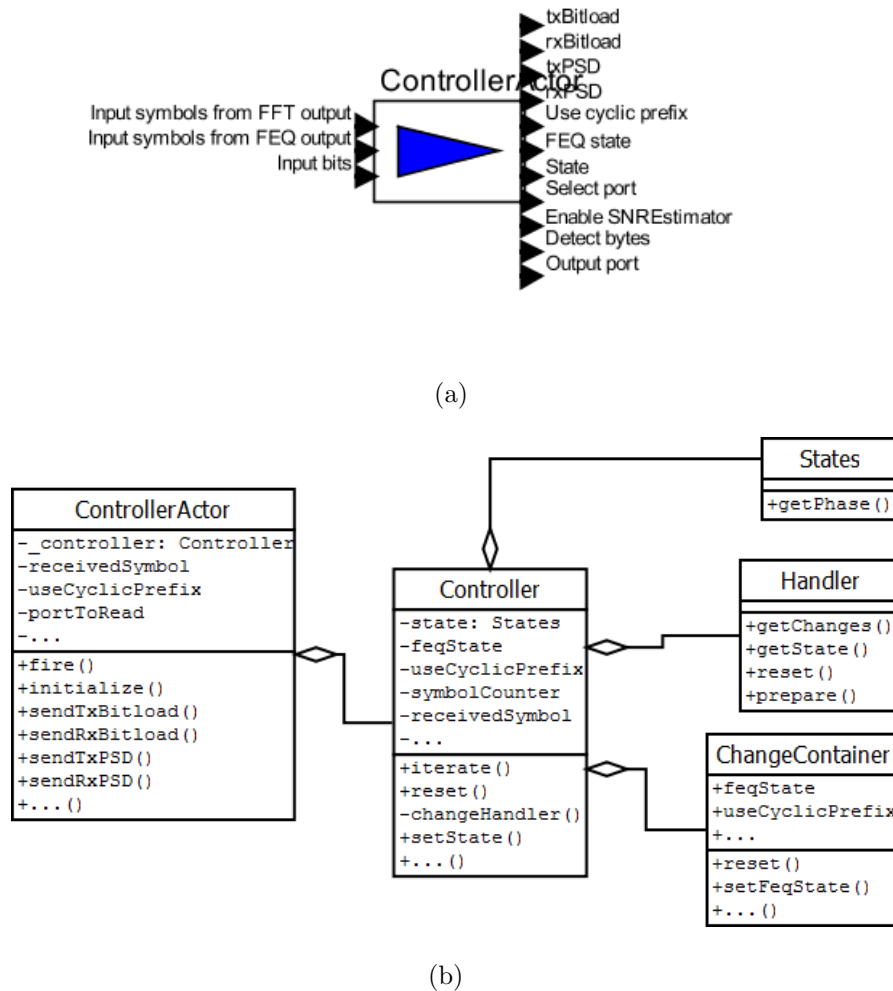 txBitload
rxBitload
txPSD
ControllerActor
rxPSD
Input symbols from FFT output
Use cyclic prefix
Input symbols from FEQ output
FEQ state
Input bits
State
Select port
Enable SNREstimator
Detect bytes
Output port
(a)
States
+getPhase()
ControllerActor
-_controller: Controller
-receivedSymbol
-useCyclicPrefix
-portToRead
-...
+fire()
+initialize()
+sendTxBitload()
+sendRxBitload()
+sendTxPSD()
+sendRxPSD()
+...()
Controller
-state: States
-feqState
-useCyclicPrefix
-symbolCounter
-receivedSymbol
-...
+iterate()
+reset()
-changeHandler()
+setState()
+...()
Handler
+getChanges()
+getState()
+reset()
+prepare()
ChangeContainer
+feqState
+useCyclicPrefix
+...
+reset()
+setFeqState()
+...()
(b)